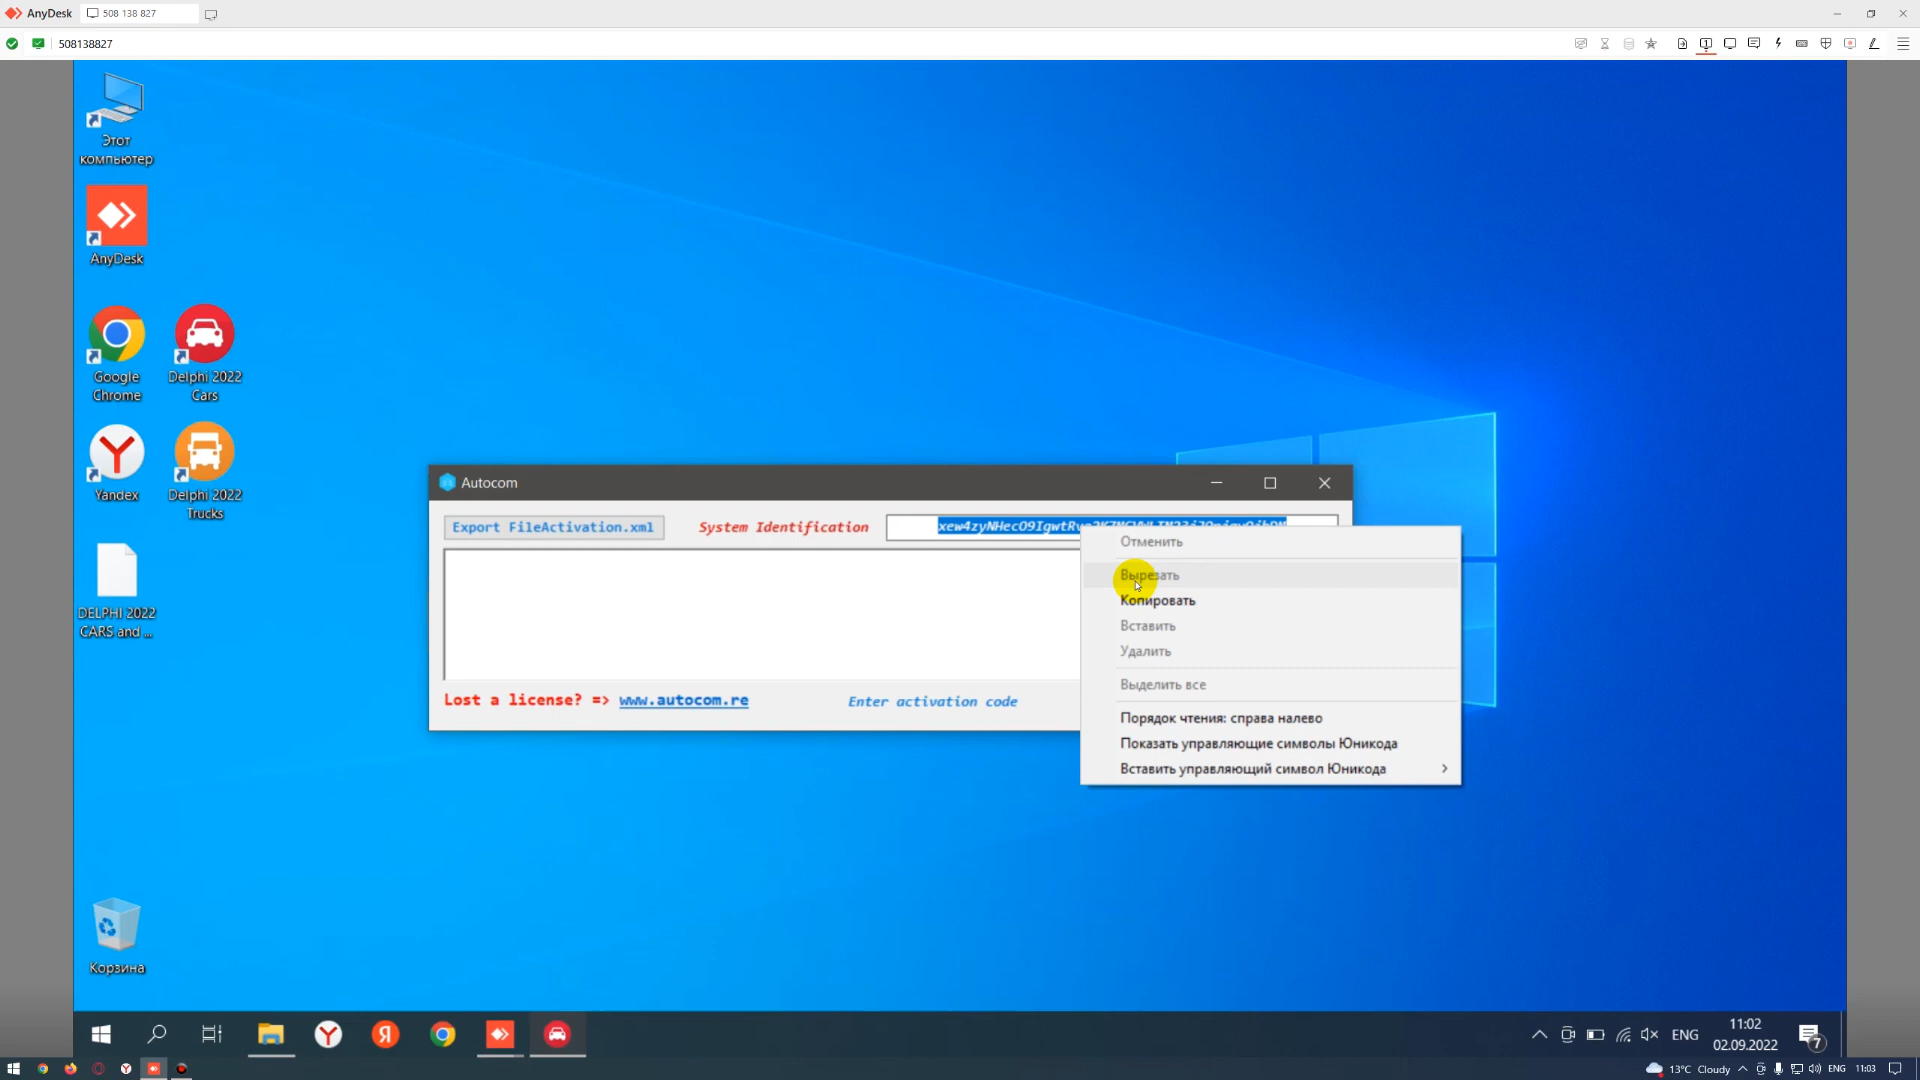 AnyDesk
508 138 827
508138827
Этот
компьютер
AnyDesk
Google
Chrome
Delphi 2022
Cars
Yandex
Delphi 2022
Trucks
DELPHI 2022
CARS and ...
Корзина
Autocom
Export FileActivation.xml
System Identification
Lost a license? => www.autocom.re
Enter activation code
Отменить
Вырезать
Копировать
Вставить
Удалить
Выделить все
Порядок чтения: справа налево
Показать управляющие символы Юникода
Вставить управляющий символ Юникода
ENG
11:02
02.09.2022
7
13°C Cloudy
ENG
11:03